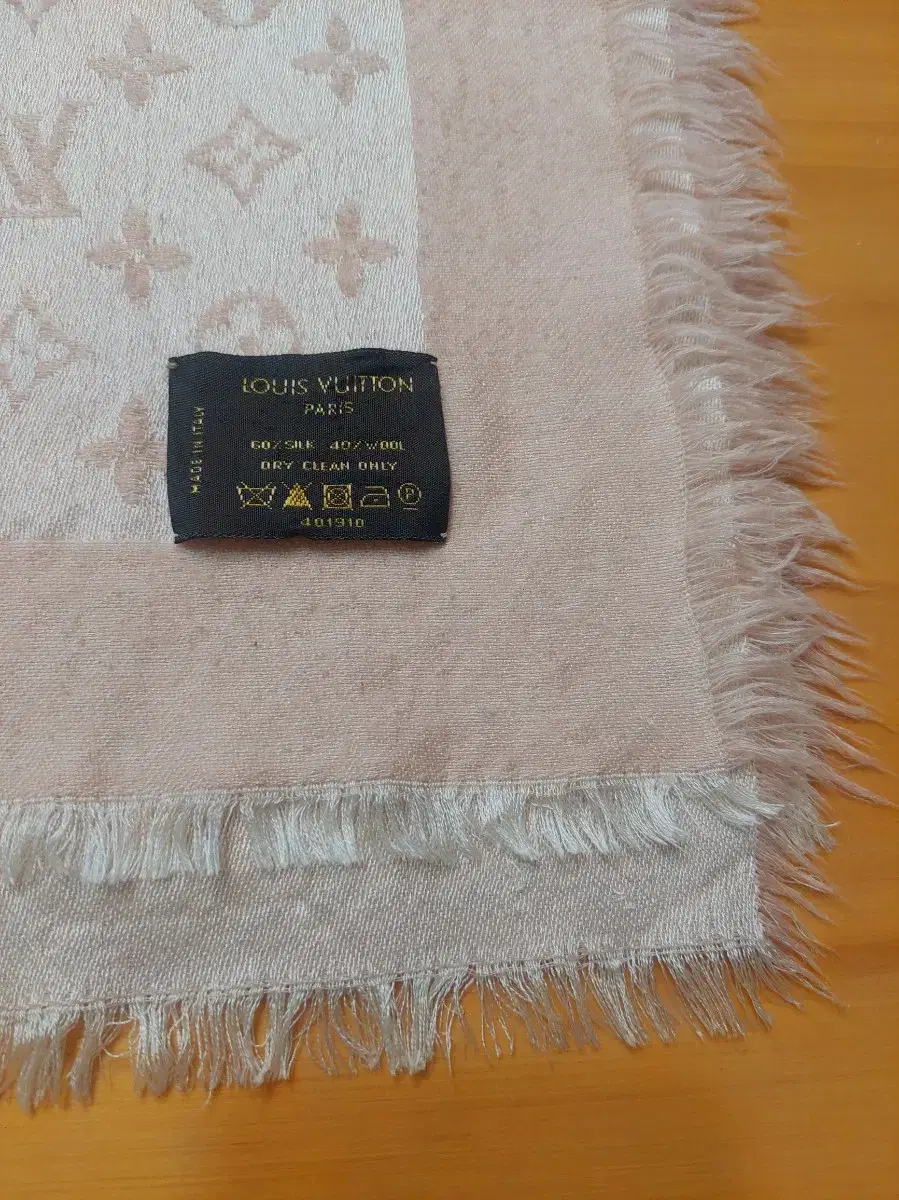 LOUIS VUITTON
PARIS
MADE IN ITALY
60% SILK 40% WOOL
DRY CLEAN ONLY
P
401910